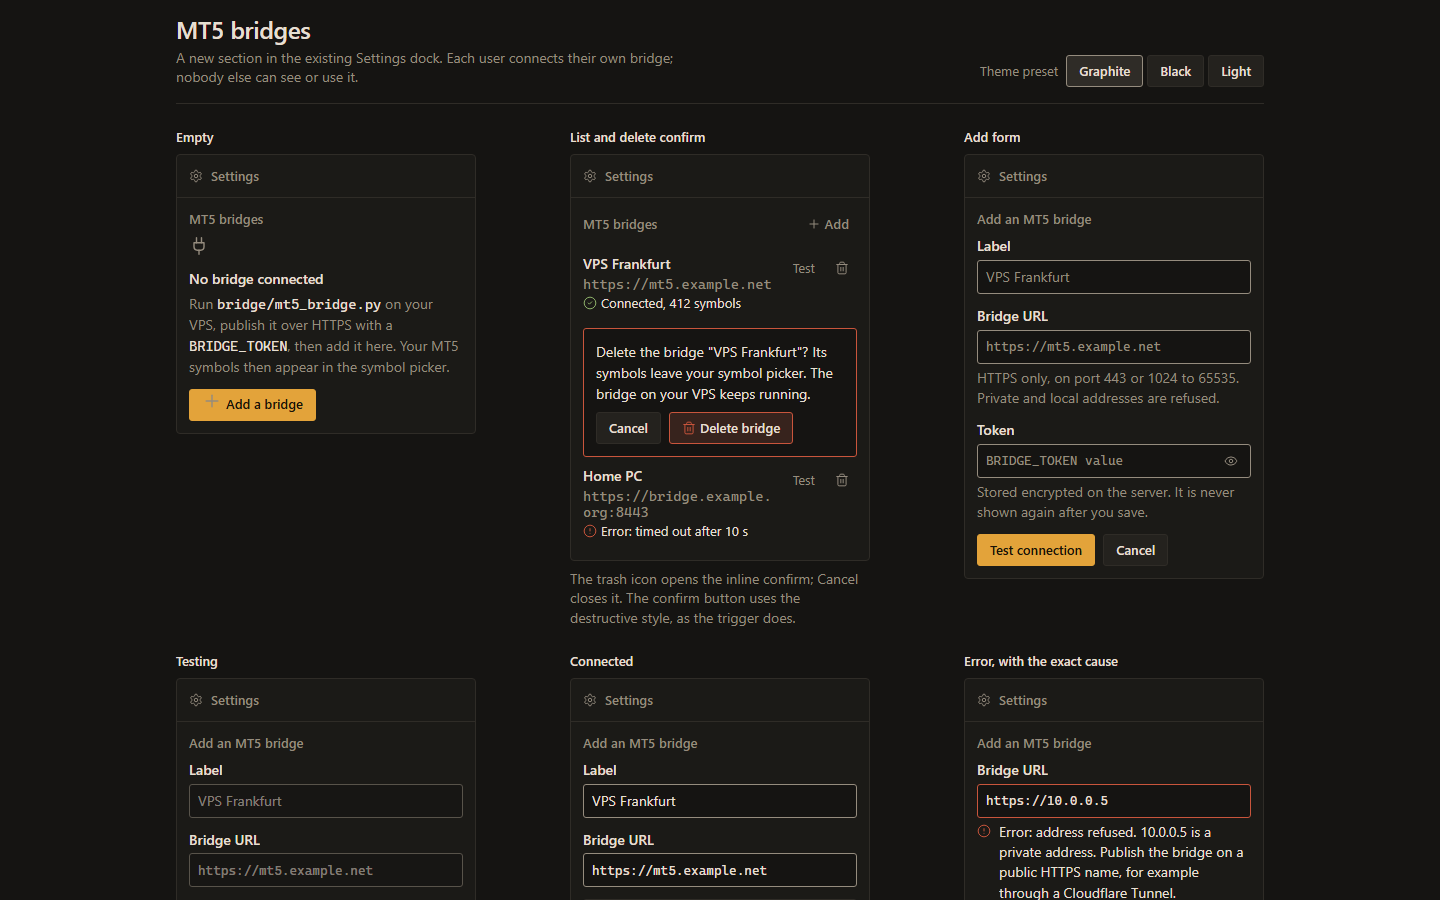 MT5 bridges
A new section in the existing Settings dock. Each user connects their own bridge;
nobody else can see or use it.
Theme preset
Graphite
Black
Light
Empty
Settings
MT5 bridges
No bridge connected
Run bridge/mt5_bridge.py on your
VPS, publish it over HTTPS with a
BRIDGE_TOKEN, then add it here. Your MT5
symbols then appear in the symbol picker.
Add a bridge
List and delete confirm
Settings
MT5 bridges
Add
VPS Frankfurt
Test
https://mt5.example.net
Connected, 412 symbols
Delete the bridge "VPS Frankfurt"? Its
symbols leave your symbol picker. The
bridge on your VPS keeps running.
Cancel
Delete bridge
Home PC
Test
https://bridge.example.
org:8443
Error: timed out after 10 s
The trash icon opens the inline confirm; Cancel
closes it. The confirm button uses the
destructive style, as the trigger does.
Add form
Settings
Add an MT5 bridge
Label
VPS Frankfurt
Bridge URL
https://mt5.example.net
HTTPS only, on port 443 or 1024 to 65535.
Private and local addresses are refused.
Token
BRIDGE_TOKEN value
Stored encrypted on the server. It is never
shown again after you save.
Test connection
Cancel
Testing
Settings
Add an MT5 bridge
Label
VPS Frankfurt
Bridge URL
https://mt5.example.net
Connected
Settings
Add an MT5 bridge
Label
VPS Frankfurt
Bridge URL
https://mt5.example.net
Error, with the exact cause
Settings
Add an MT5 bridge
Bridge URL
https://10.0.0.5
Error: address refused. 10.0.0.5 is a
private address. Publish the bridge on a
public HTTPS name, for example
through a Cloudflare Tunnel.